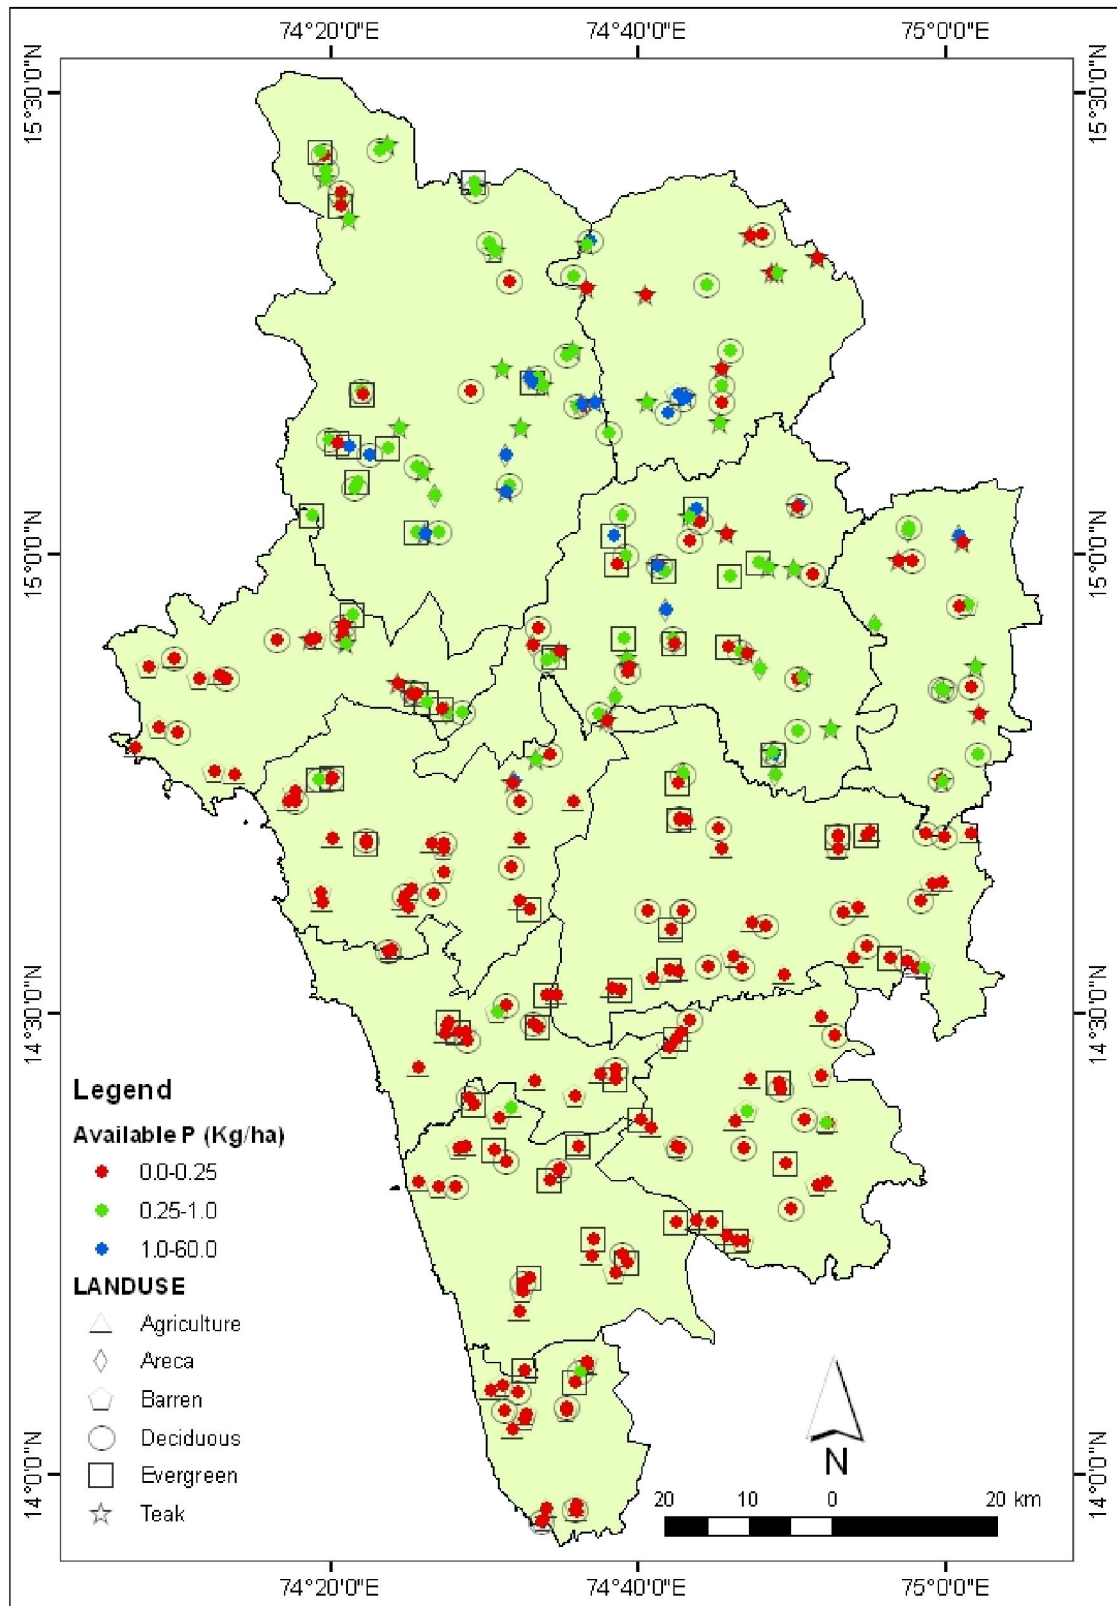 74°20'0"E 74°40'0"E 75°0'0"E
15°30'0"N 15°30'0"N
15°0'0"N 15°0'0"N
14°30'0"N 14°30'0"N
Legend
Available P (Kg/ha)
0.0-0.25
0.25-1.0
1.0-60.0
LANDUSE
Agriculture
Areca
Barren
Deciduous
Evergreen
Teak
N
14°0'0"N 14°0'0"N
20 10 0 20 km
74°20'0"E 74°40'0"E 75°0'0"E